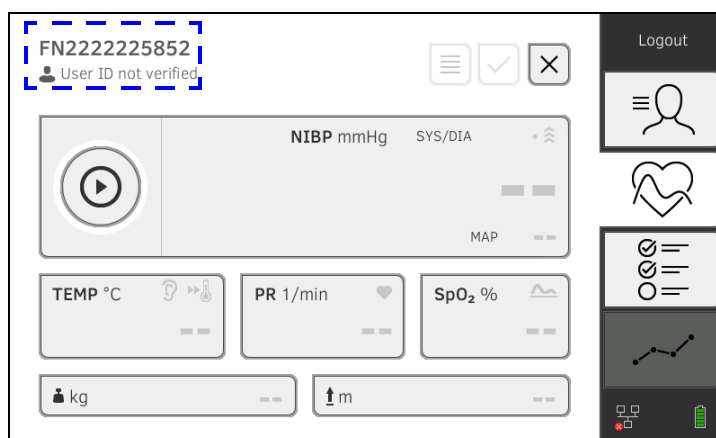 FN2222225852
User ID not verified
Logout
NIBP mmHg SYS/DIA
-- --
MAP --
TEMP °C
--
PR 1/min
--
SpO₂ %
--
kg --
m --